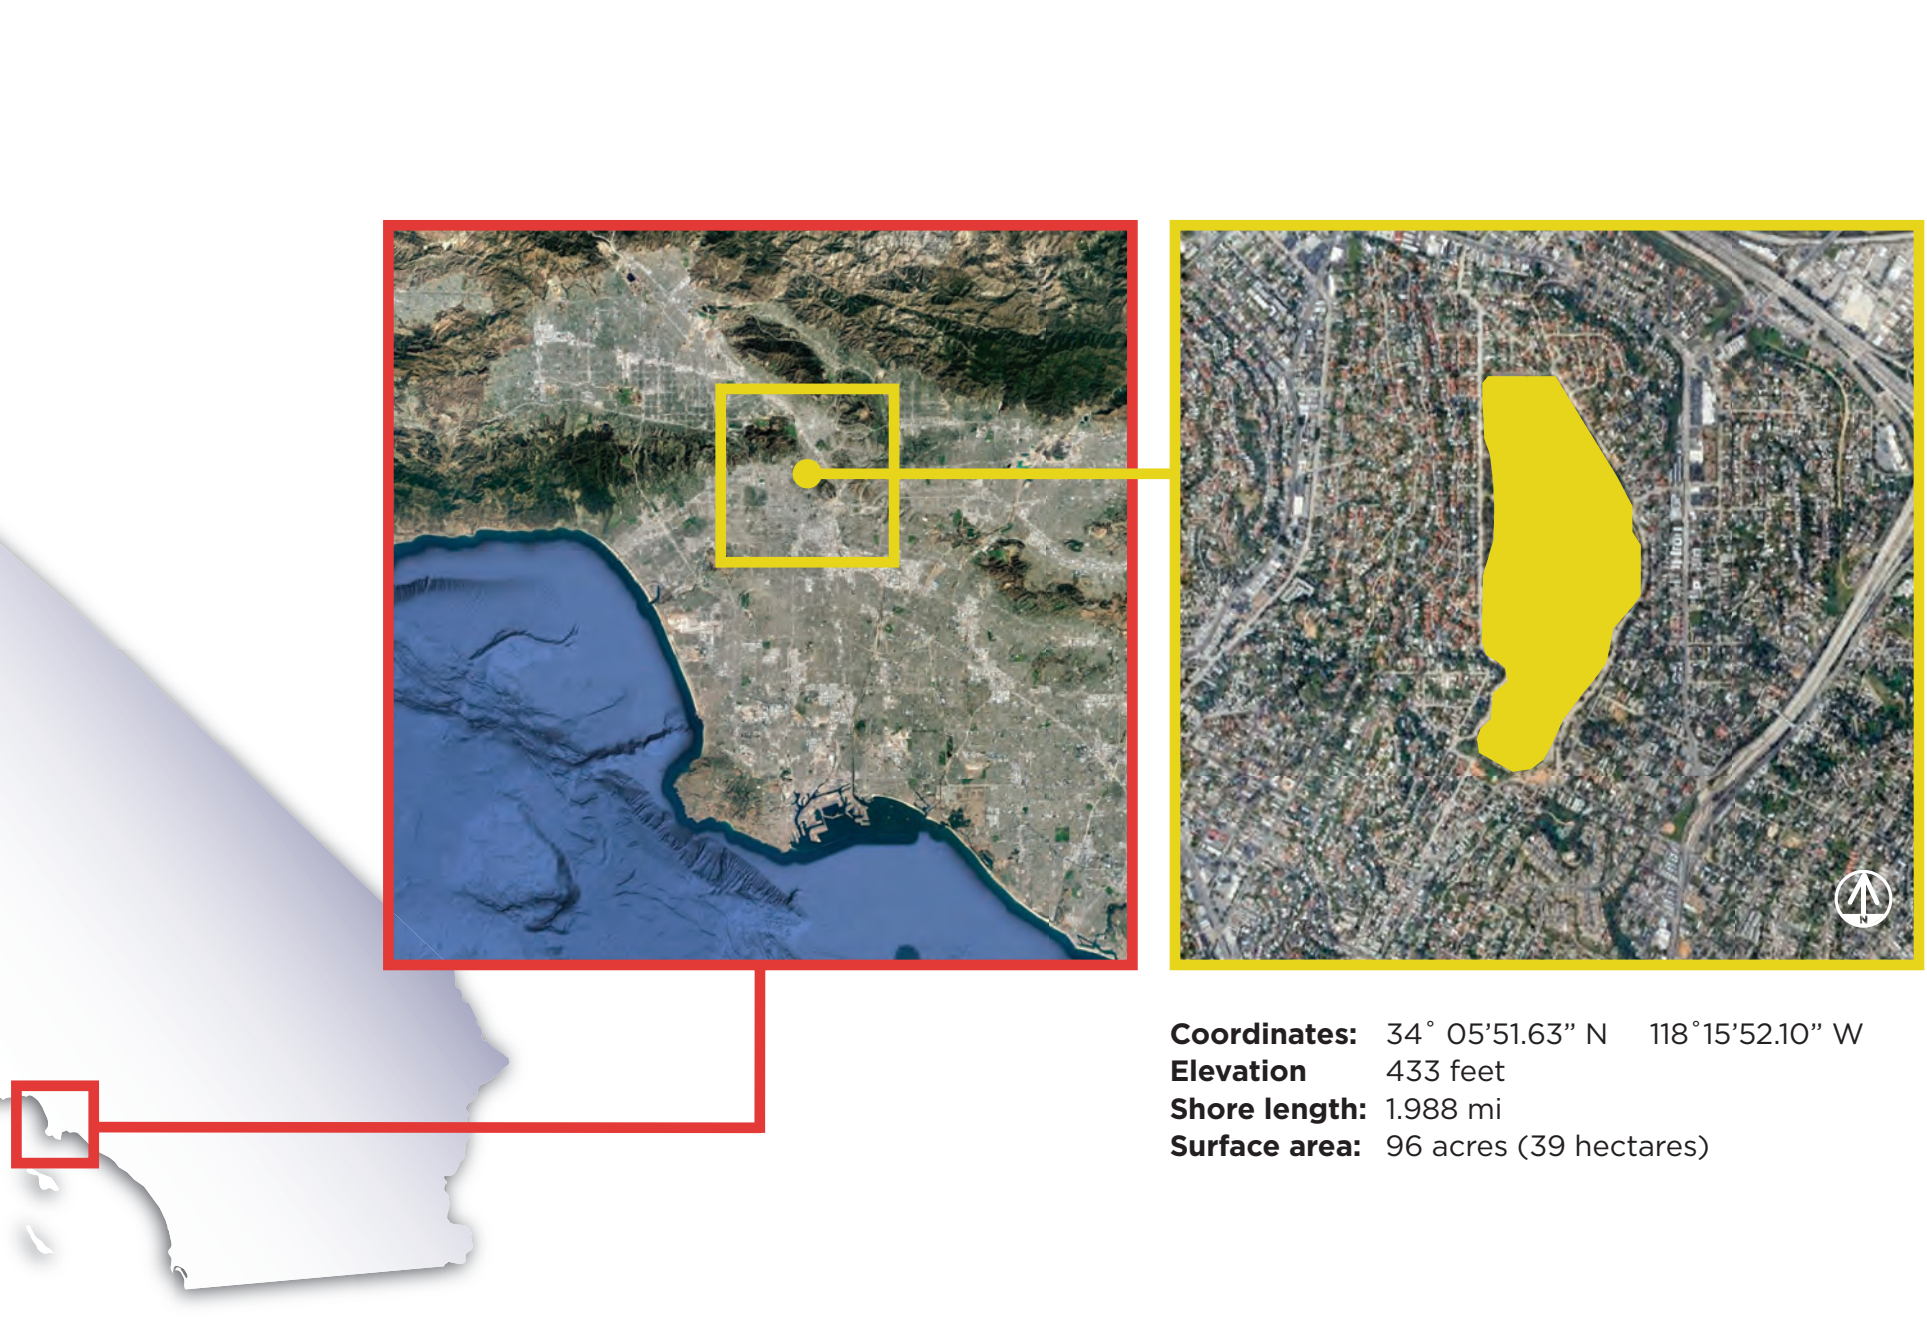 N
Coordinates: 34˚ 05’51.63” N 118˚15’52.10” W
Elevation 433 feet
Shore length: 1.988 mi
Surface area: 96 acres (39 hectares)